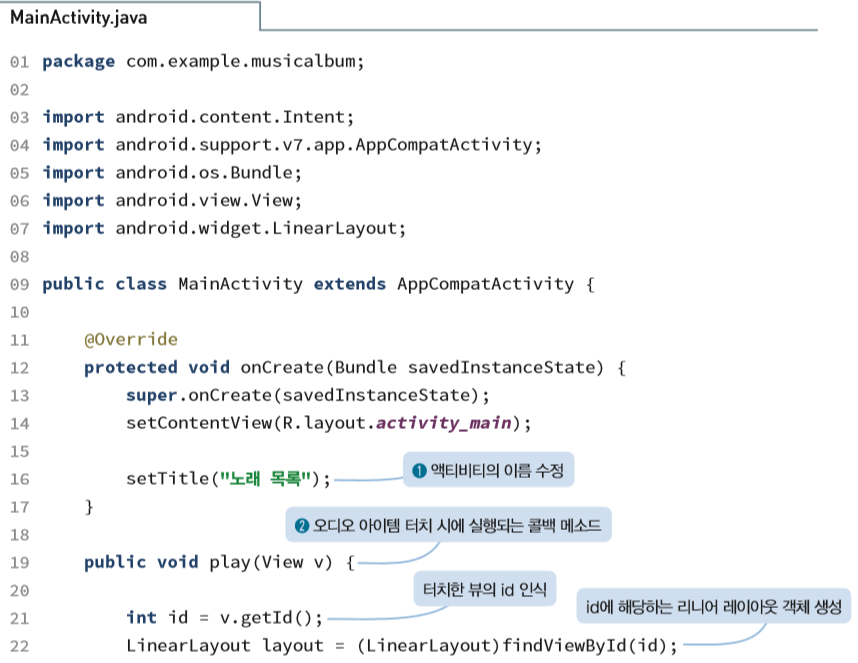 MainActivity.java
01 package com.example.musicalbum;
02
03 import android.content.Intent;
04 import android.support.v7.app.AppCompatActivity;
05 import android.os.Bundle;
06 import android.view.View;
07 import android.widget.LinearLayout;
08
09 public class MainActivity extends AppCompatActivity {
10
11 @Override
12 protected void onCreate(Bundle savedInstanceState) {
13 super.onCreate(savedInstanceState);
14 setContentView(R.layout.activity_main);
15
16 setTitle("노래 목록"); ❶ 액티비티의 이름 수정
17 }
18 ❷ 오디오 아이템 터치 시에 실행되는 콜백 메소드
19 public void play(View v) {
20 터치한 뷰의 id 인식
21 int id = v.getId(); id에 해당하는 리니어 레이아웃 객체 생성
22 LinearLayout layout = (LinearLayout)findViewById(id);